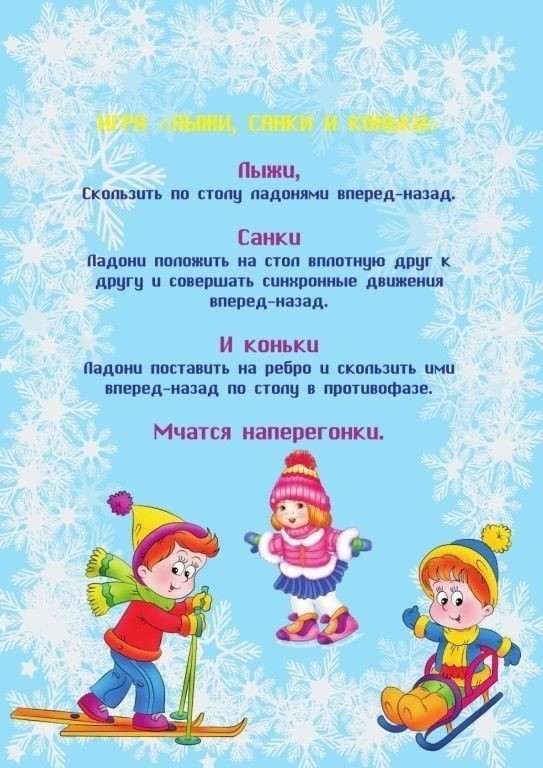 ИГРА «ЛЫЖИ, САНКИ И КОНЬКИ»
Лыжи,
Скользить по столу ладонями вперед-назад.
Санки
Ладони положить на стол вплотную друг к
другу и совершать синхронные движения
вперед-назад.
И коньки
Ладони поставить на ребро и скользить ими
вперед-назад по столу в противофазе.
Мчатся наперегонки.